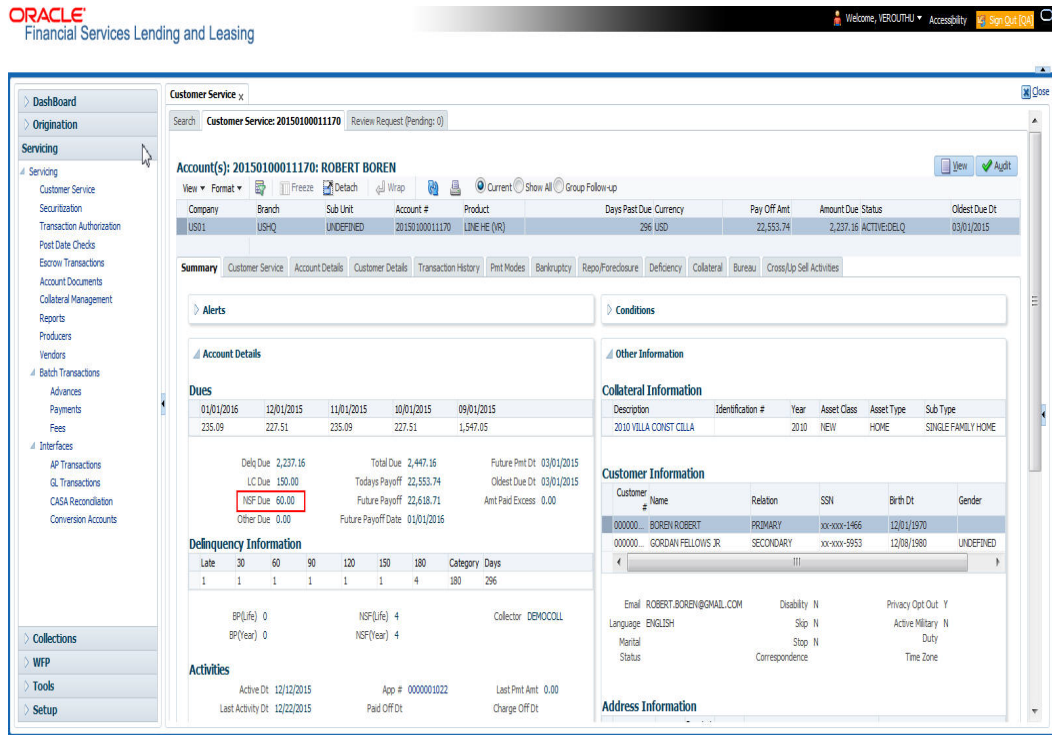 ORACLE
Financial Services Lending and Leasing
Welcome, VEROUTHU Accessibility Sign Out [QA]
DashBoard
Origination
Servicing
Servicing
Customer Service
Securitization
Transaction Authorization
Post Date Checks
Escrow Transactions
Account Documents
Collateral Management
Reports
Producers
Vendors
Batch Transactions
Advances
Payments
Fees
Interfaces
AP Transactions
GL Transactions
CASA Reconciliation
Conversion Accounts
Collections
WFP
Tools
Setup
Customer Service x
Close
Search Customer Service: 20150100011170 Review Request (Pending: 0)
Account(s): 20150100011170: ROBERT BOREN
View Audit
View Format Freeze Detach Wrap Current Show All Group Follow-up
Company Branch Sub Unit Account # Product Days Past Due Currency Pay Off Amt Amount Due Status Oldest Due Dt
US01 USHQ UNDEFINED 20150100011170 LINE HE (VR) 296 USD 22,553.74 2,237.16 ACTIVE:DELQ 03/01/2015
Summary Customer Service Account Details Customer Details Transaction History Pmt Modes Bankruptcy Repo/Foreclosure Deficiency Collateral Bureau Cross/Up Sell Activities
Alerts
Account Details
Dues
01/01/2016 12/01/2015 11/01/2015 10/01/2015 09/01/2015
235.09 227.51 235.09 227.51 1,547.05
Delq Due 2,237.16 Total Due 2,447.16 Future Pmt Dt 03/01/2015
LC Due 150.00 Todays Payoff 22,553.74 Oldest Due Dt 03/01/2015
NSF Due 60.00 Future Payoff 22,618.71 Amt Paid Excess 0.00
Other Due 0.00 Future Payoff Date 01/01/2016
Delinquency Information
Late 30 60 90 120 150 180 Category Days
1 1 1 1 1 1 4 180 296
BP(Life) 0 NSF(Life) 4 Collector DEMOCOLL
BP(Year) 0 NSF(Year) 4
Activities
Active Dt 12/12/2015 App # 0000001022 Last Pmt Amt 0.00
Last Activity Dt 12/22/2015 Paid Off Dt Charge Off Dt
Conditions
Other Information
Collateral Information
Description Identification # Year Asset Class Asset Type Sub Type
2010 VILLA CONST CILLA 2010 NEW HOME SINGLE FAMILY HOME
Customer Information
Customer # Name Relation SSN Birth Dt Gender
000000... BOREN ROBERT PRIMARY xx-xxx-1466 12/01/1970
000000... GORDAN FELLOWS JR SECONDARY xx-xxx-5953 12/08/1980 UNDEFINED
Email ROBERT.BOREN@GMAIL.COM Disability N Privacy Opt Out Y
Language ENGLISH Skip N Active Military Duty N
Marital Status Stop Correspondence N Time Zone
Address Information